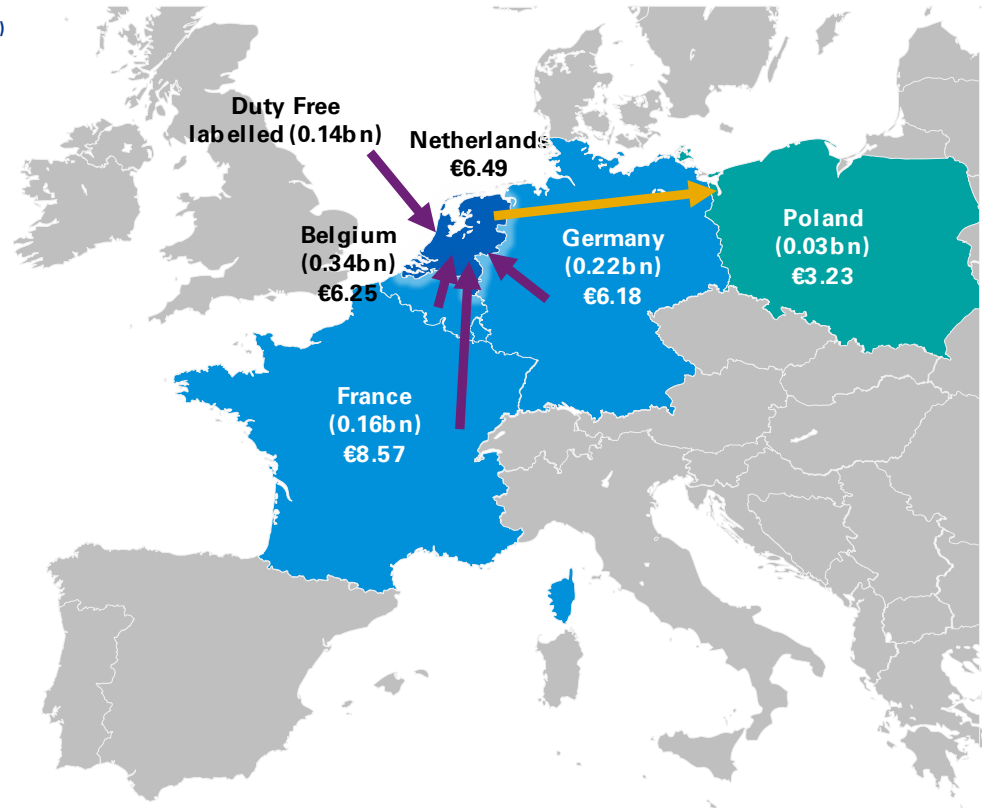 )
Duty Free
labelled (0.14bn)
Netherlands
€6.49
Belgium
(0.34bn)
€6.25
Germany
(0.22bn)
€6.18
Poland
(0.03bn)
€3.23
France
(0.16bn)
€8.57